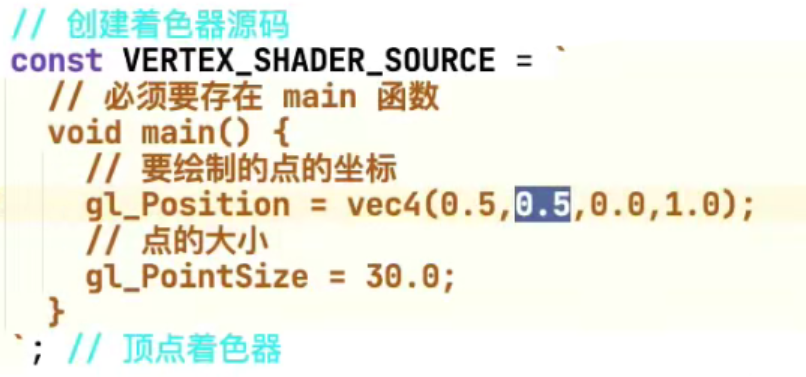 // 创建着色器源码
const VERTEX_SHADER_SOURCE = `
// 必须要存在 main 函数
void main() {
// 要绘制的点的坐标
gl_Position = vec4(0.5,0.5,0.0,1.0);
// 点的大小
gl_PointSize = 30.0;
}
`; // 顶点着色器